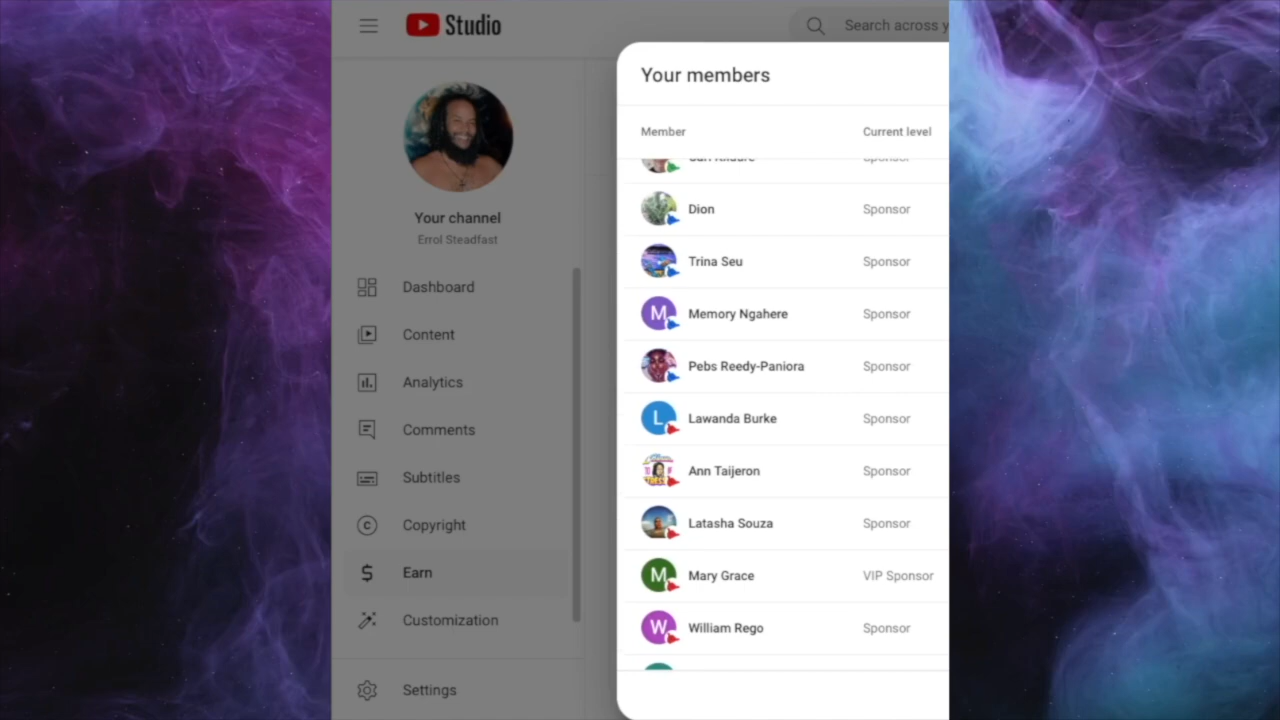 Studio
Search across y
Your members
Member
Current level
Your channel
Errol Steadfast
Dashboard
Content
Analytics
Comments
Subtitles
Copyright
Earn
Customization
Settings
Sponsor
Dion
Sponsor
Trina Seu
Sponsor
M
Memory Ngahere
Sponsor
Pebs Reedy-Paniora
Sponsor
L
Lawanda Burke
Sponsor
Ann Taijeron
Sponsor
Latasha Souza
Sponsor
M
Mary Grace
VIP Sponsor
W
William Rego
Sponsor